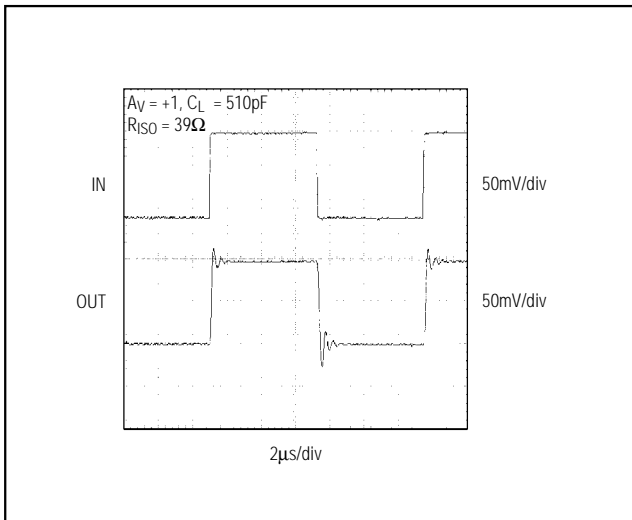 AV = +1, CL = 510pF
RISO = 39Ω
IN
50mV/div
OUT
50mV/div
2μs/div